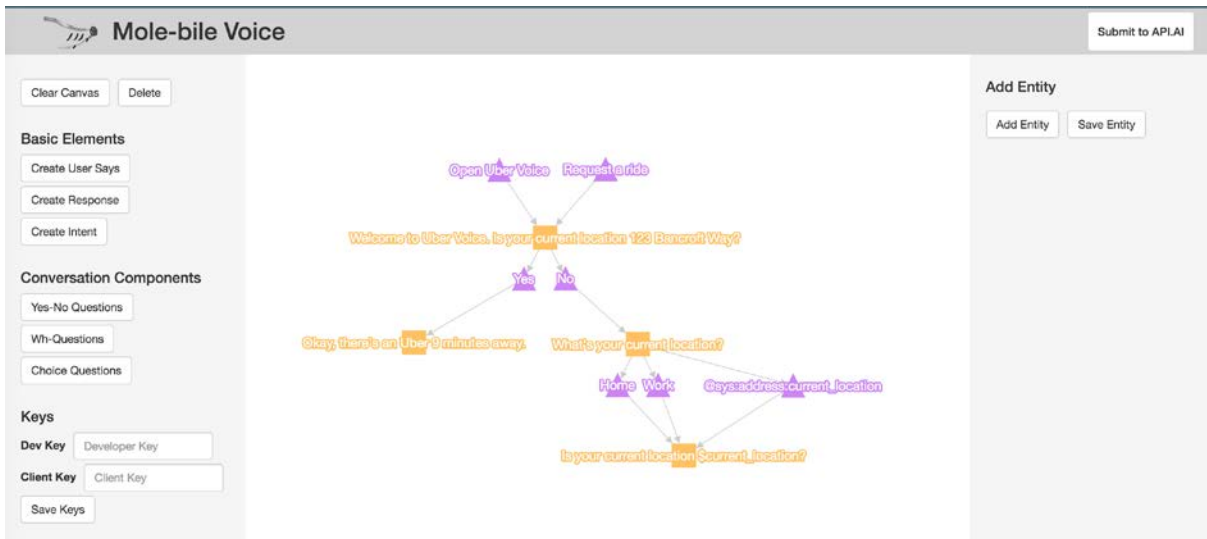 Mole-bile Voice
Submit to API.AI
Clear Canvas Delete
Basic Elements
Create User Says
Create Response
Create Intent
Conversation Components
Yes-No Questions
Wh-Questions
Choice Questions
Keys
Dev Key Developer Key
Client Key Client Key
Save Keys
Open Uber Voice Request a ride
Welcome to Uber Voice. Is your current location 123 Bancroft Way?
Yes No
Okay, there's an Uber 9 minutes away. What's your current location?
Home Work @sys:address:current_location
Is your current location $current_location?
Add Entity
Add Entity Save Entity